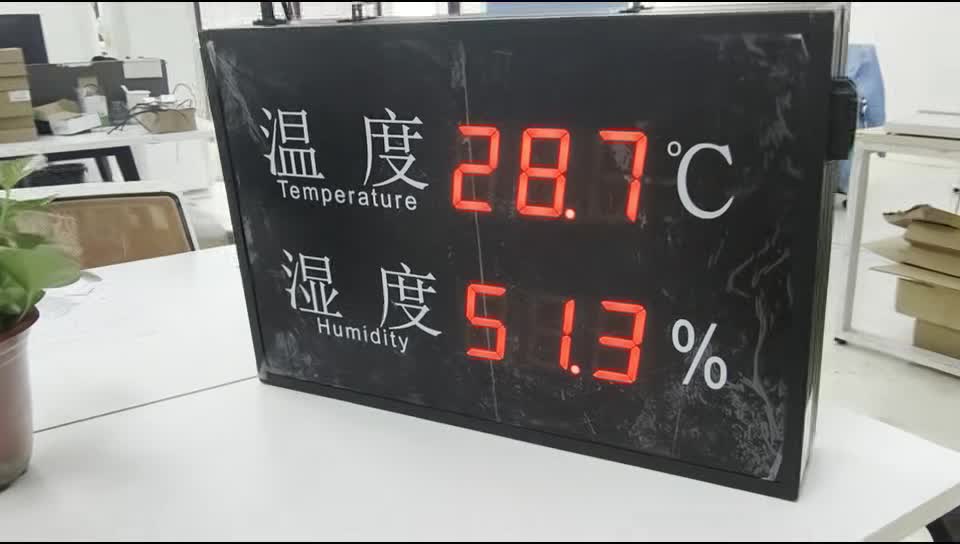 温度 28.7 °C
Temperature
湿度 51.3 %
Humidity